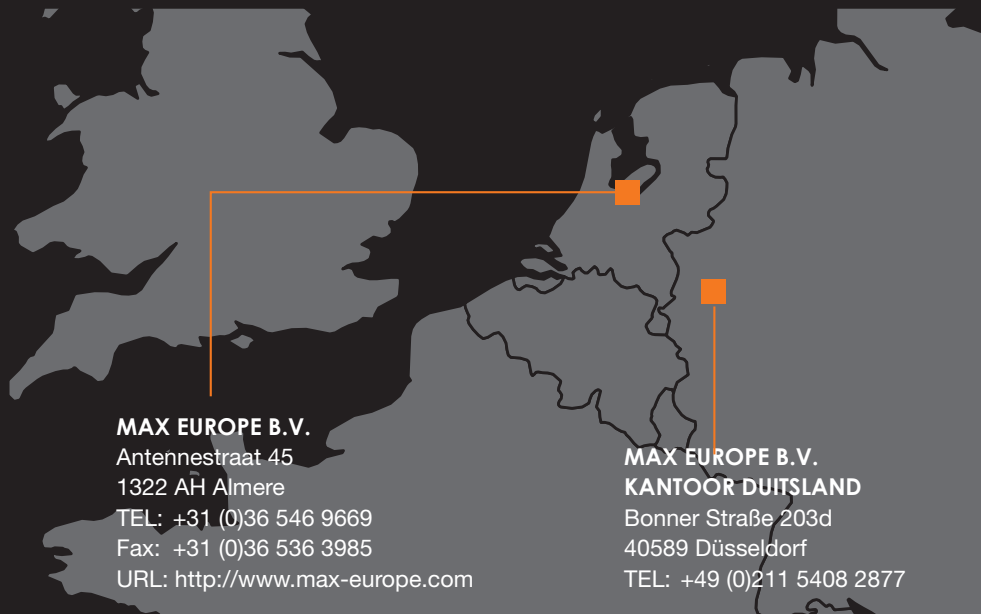 MAX EUROPE B.V.
Antennestraat 45
1322 AH Almere
TEL: +31 (0)36 546 9669
Fax: +31 (0)36 536 3985
URL: http://www.max-europe.com
MAX EUROPE B.V.
KANTOOR DUITSLAND
Bonner Straße 203d
40589 Düsseldorf
TEL: +49 (0)211 5408 2877